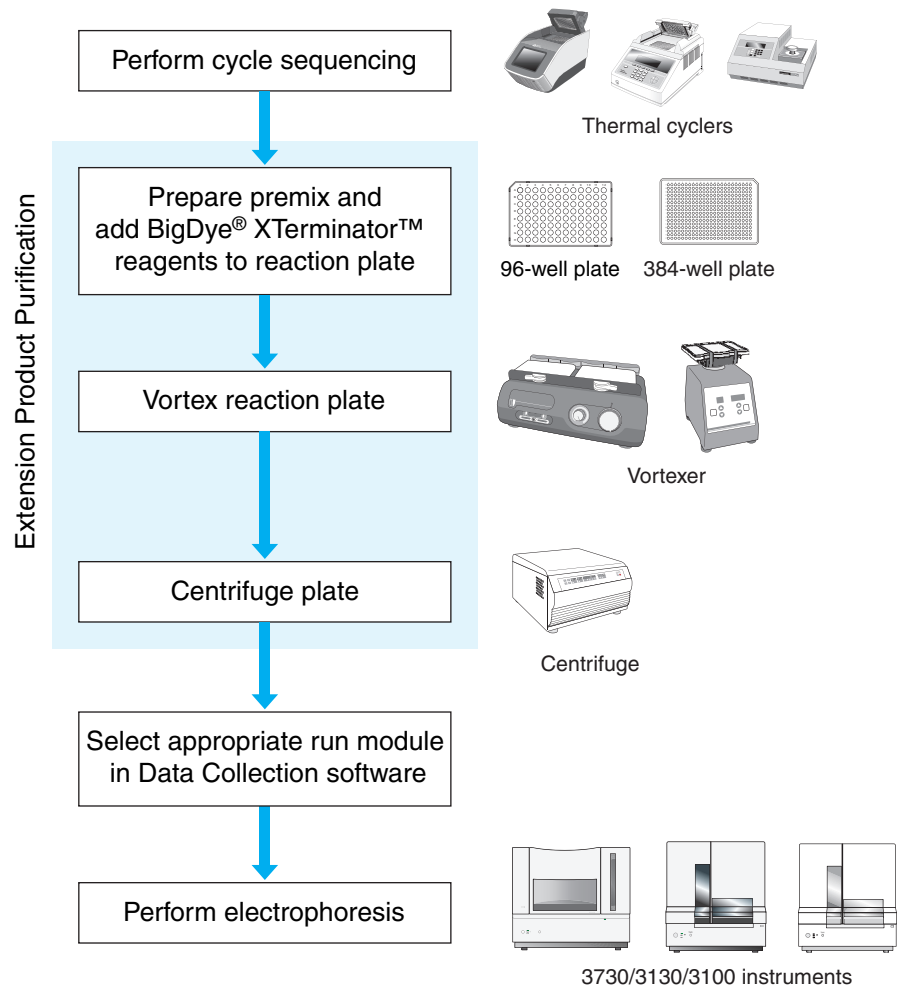 Perform cycle sequencing
Thermal cyclers
Extension Product Purification
Prepare premix and
add BigDye® XTerminator™
reagents to reaction plate
96-well plate
384-well plate
Vortex reaction plate
Vortexer
Centrifuge plate
Centrifuge
Select appropriate run module
in Data Collection software
Perform electrophoresis
3730/3130/3100 instruments